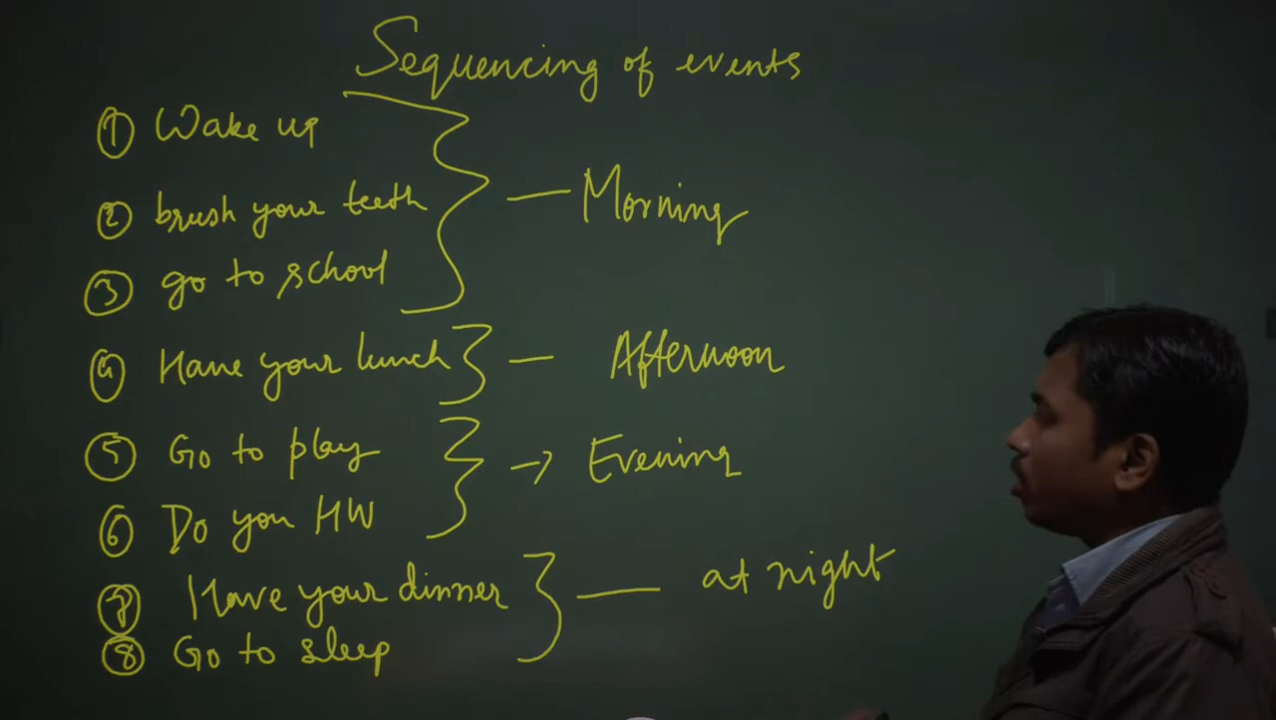 Sequencing of events
① Wake up
② brush your teeth — Morning
③ go to school
④ Have your lunch — Afternoon
⑤ Go to play → Evening
⑥ Do you HW
⑦ Have your dinner — at night
⑧ Go to sleep